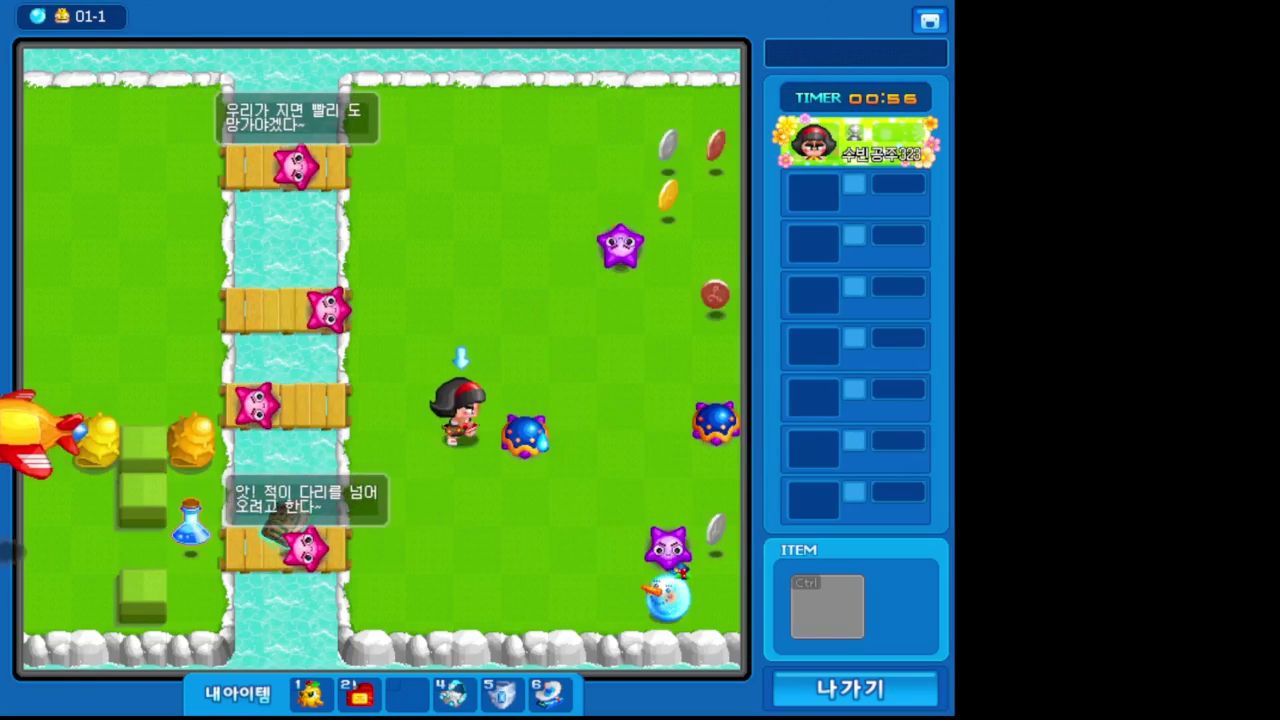 01-1
우리가 지면 빨리 도
망가야겠다~
TIMER 00:56
수빈공주023
앗! 적이 다리를 넘어
오려고 한다~
ITEM
Ctrl
내아이템
1
2
4
5
6
나가기